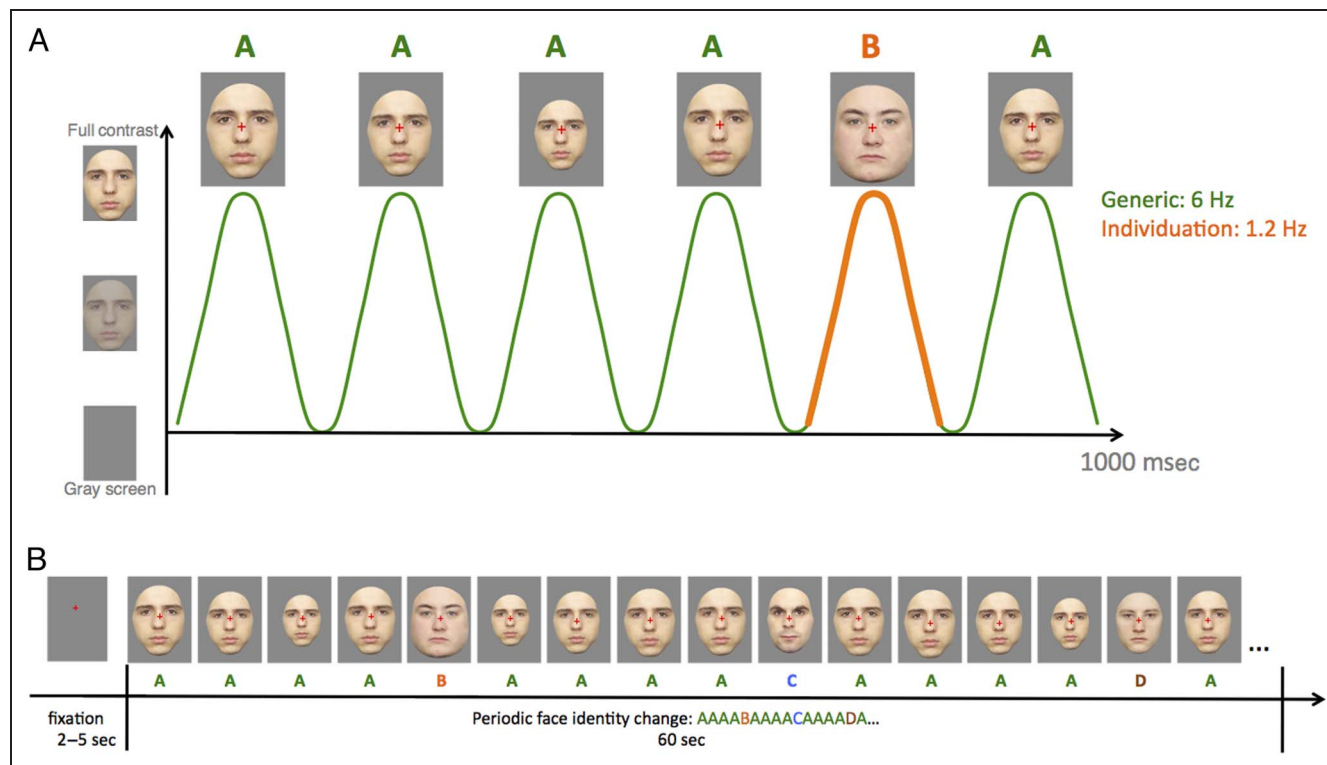 A
A A A A B A
Full contrast
Generic: 6 Hz
Individuation: 1.2 Hz
Gray screen
1000 msec
B
...
A A A A B A A A A C A A A A D A
fixation
2–5 sec
Periodic face identity change: AAAABAAAACAAAADA...
60 sec